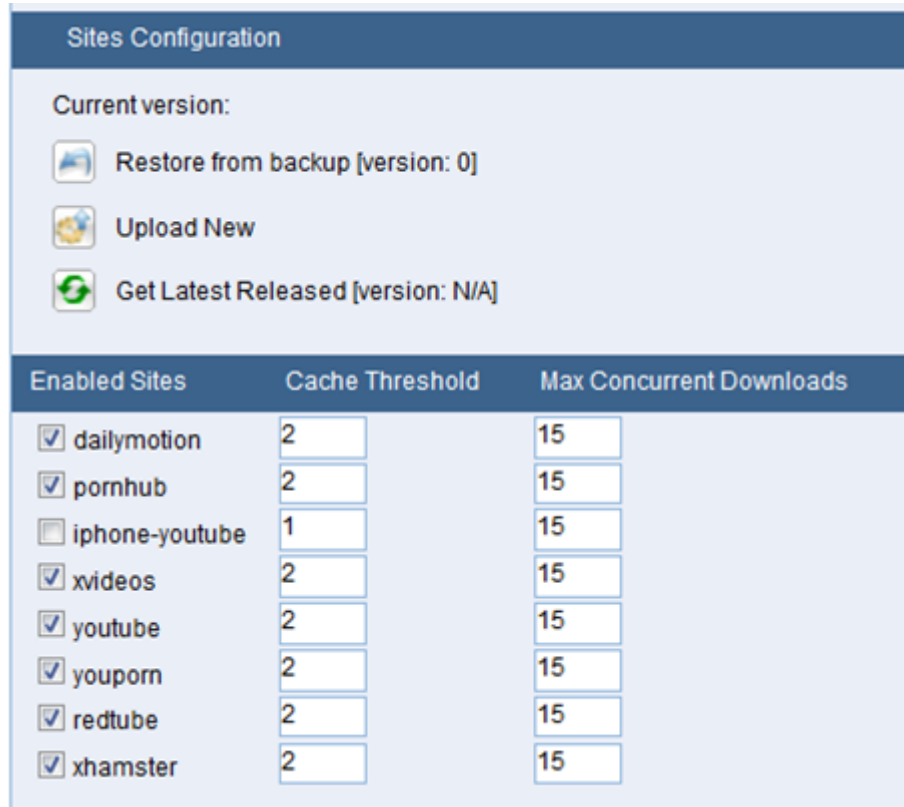 Sites Configuration
Current version:
Restore from backup [version: 0]
Upload New
Get Latest Released [version: N/A]
Enabled Sites Cache Threshold Max Concurrent Downloads
dailymotion 2 15
pornhub 2 15
iphone-youtube 1 15
xvideos 2 15
youtube 2 15
youporn 2 15
redtube 2 15
xhamster 2 15